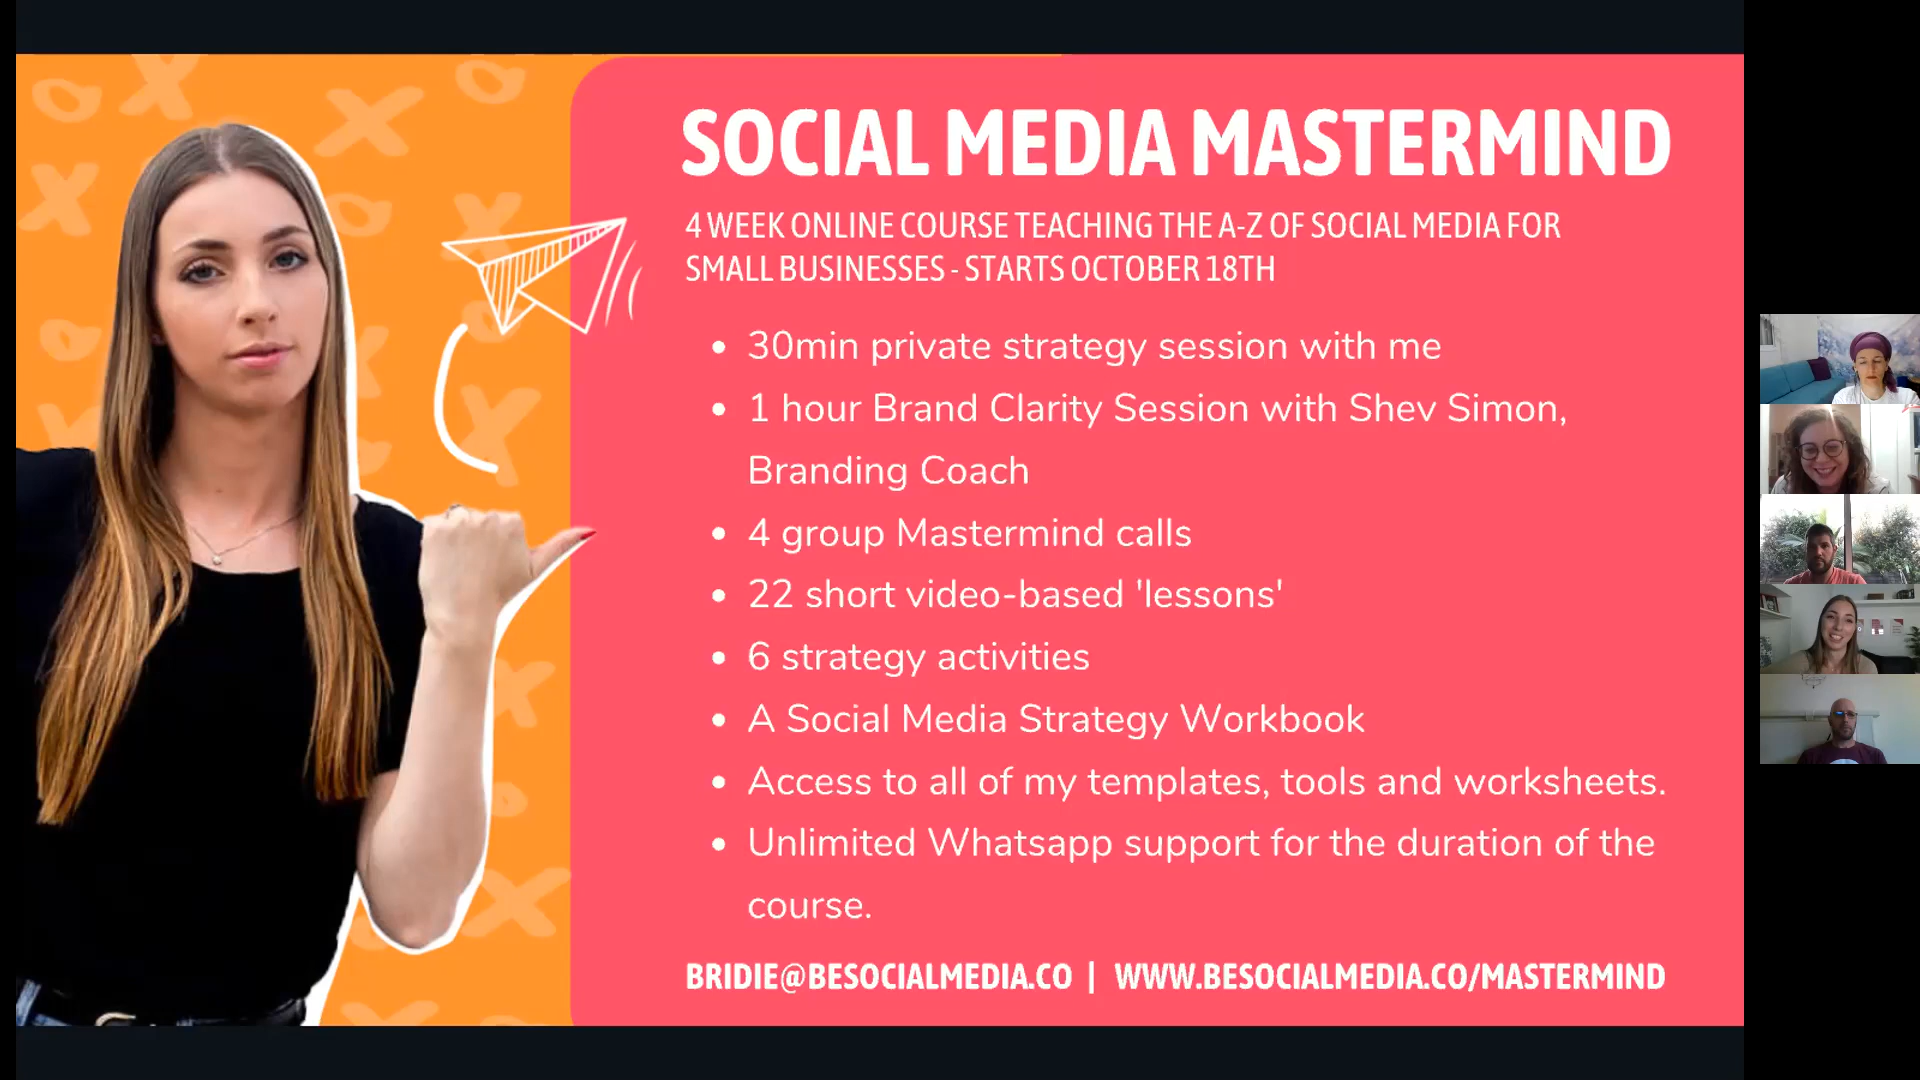 SOCIAL MEDIA MASTERMIND
4 WEEK ONLINE COURSE TEACHING THE A-Z OF SOCIAL MEDIA FOR
SMALL BUSINESSES - STARTS OCTOBER 18TH
• 30min private strategy session with me
• 1 hour Brand Clarity Session with Shev Simon,
Branding Coach
• 4 group Mastermind calls
• 22 short video-based 'lessons'
• 6 strategy activities
• A Social Media Strategy Workbook
• Access to all of my templates, tools and worksheets.
• Unlimited Whatsapp support for the duration of the
course.
BRIDIE@BESOCIALMEDIA.CO | WWW.BESOCIALMEDIA.CO/MASTERMIND